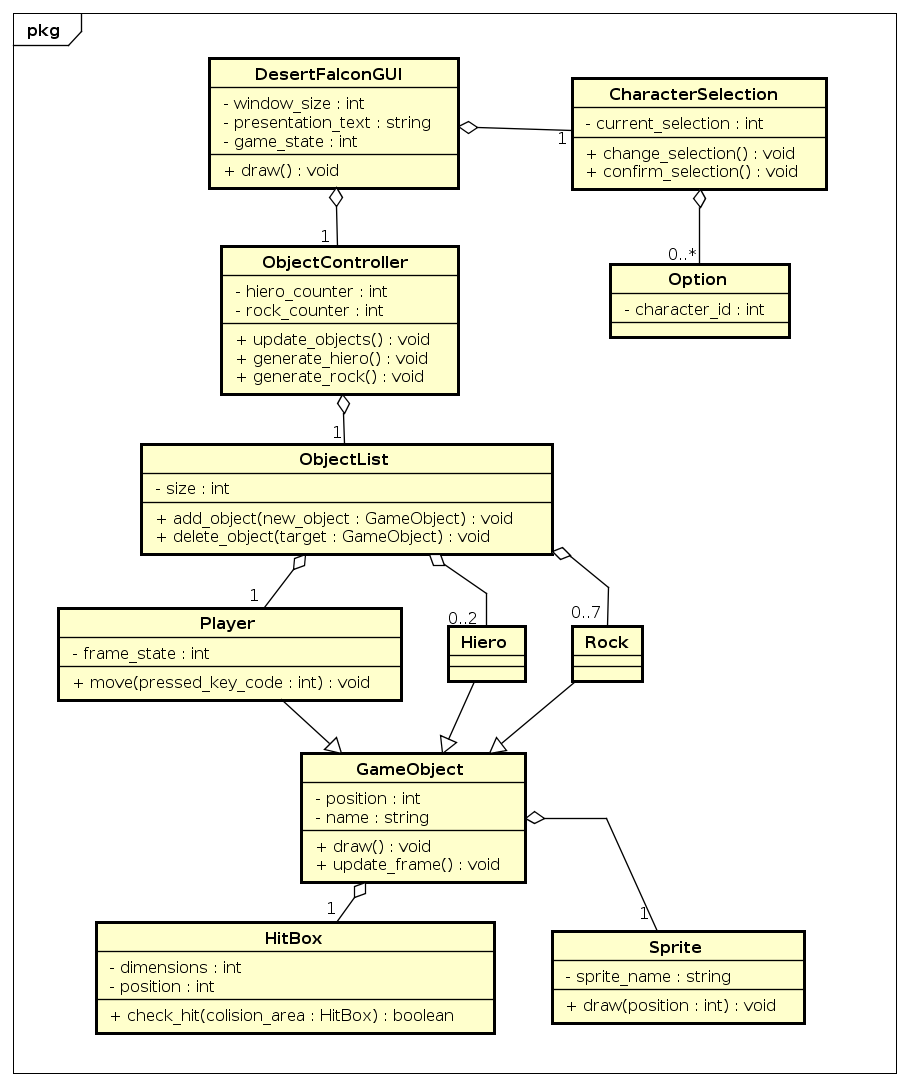 pkg
DesertFalconGUI
- window_size : int
- presentation_text : string
- game_state : int
+ draw() : void
CharacterSelection
- current_selection : int
+ change_selection() : void
+ confirm_selection() : void
1
1
0..*
ObjectController
- hiero_counter : int
- rock_counter : int
+ update_objects() : void
+ generate_hiero() : void
+ generate_rock() : void
Option
- character_id : int
1
ObjectList
- size : int
+ add_object(new_object : GameObject) : void
+ delete_object(target : GameObject) : void
1
0..2
0..7
Player
- frame_state : int
+ move(pressed_key_code : int) : void
Hiero
Rock
GameObject
- position : int
- name : string
+ draw() : void
+ update_frame() : void
1
1
HitBox
- dimensions : int
- position : int
+ check_hit(colision_area : HitBox) : boolean
Sprite
- sprite_name : string
+ draw(position : int) : void